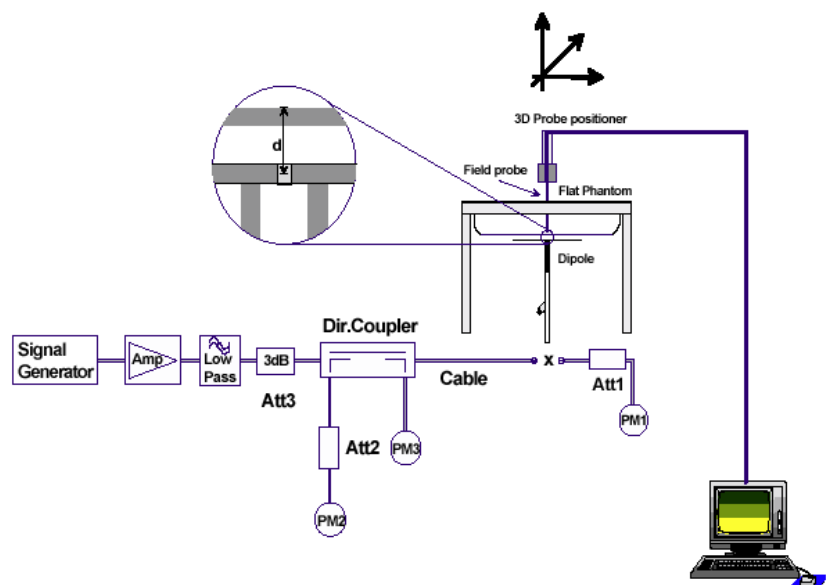 3D Probe positioner
d
Field probe
Flat Phantom
Dipole
Dir.Coupler
Signal
Generator
Amp
Low
Pass
3dB
Cable
x
Att1
Att3
PM1
Att2
PM3
PM2